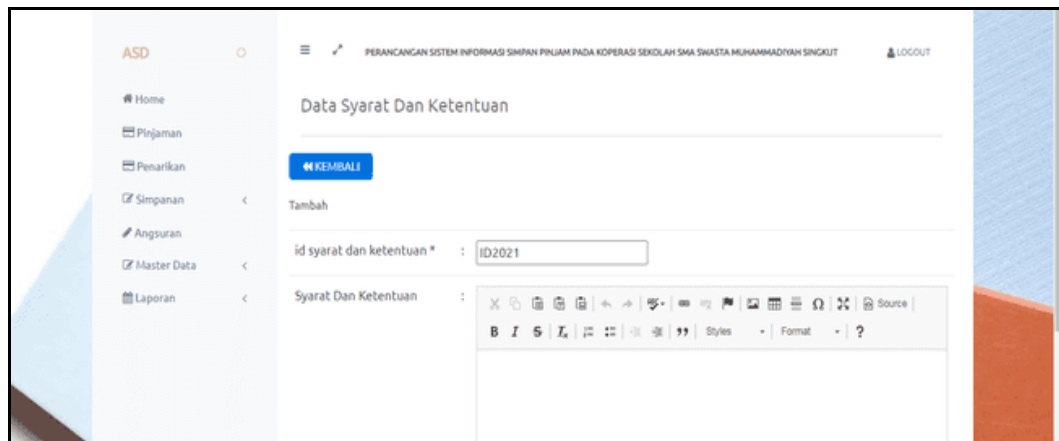 ASD
PERANCANGAN SISTEM INFORMASI SIMPAN PINJAM PADA KOPERASI SEKOLAH SMA SWASTA MUHAMMADIYAH SINGKUT
LOGOUT
Home
Pinjaman
Penarikan
Simpanan
Angsuran
Master Data
Laporan
Data Syarat Dan Ketentuan
KEMBALI
Tambah
id syarat dan ketentuan * : ID2021
Syarat Dan Ketentuan :
Source
B I S Tx Styles Format ?